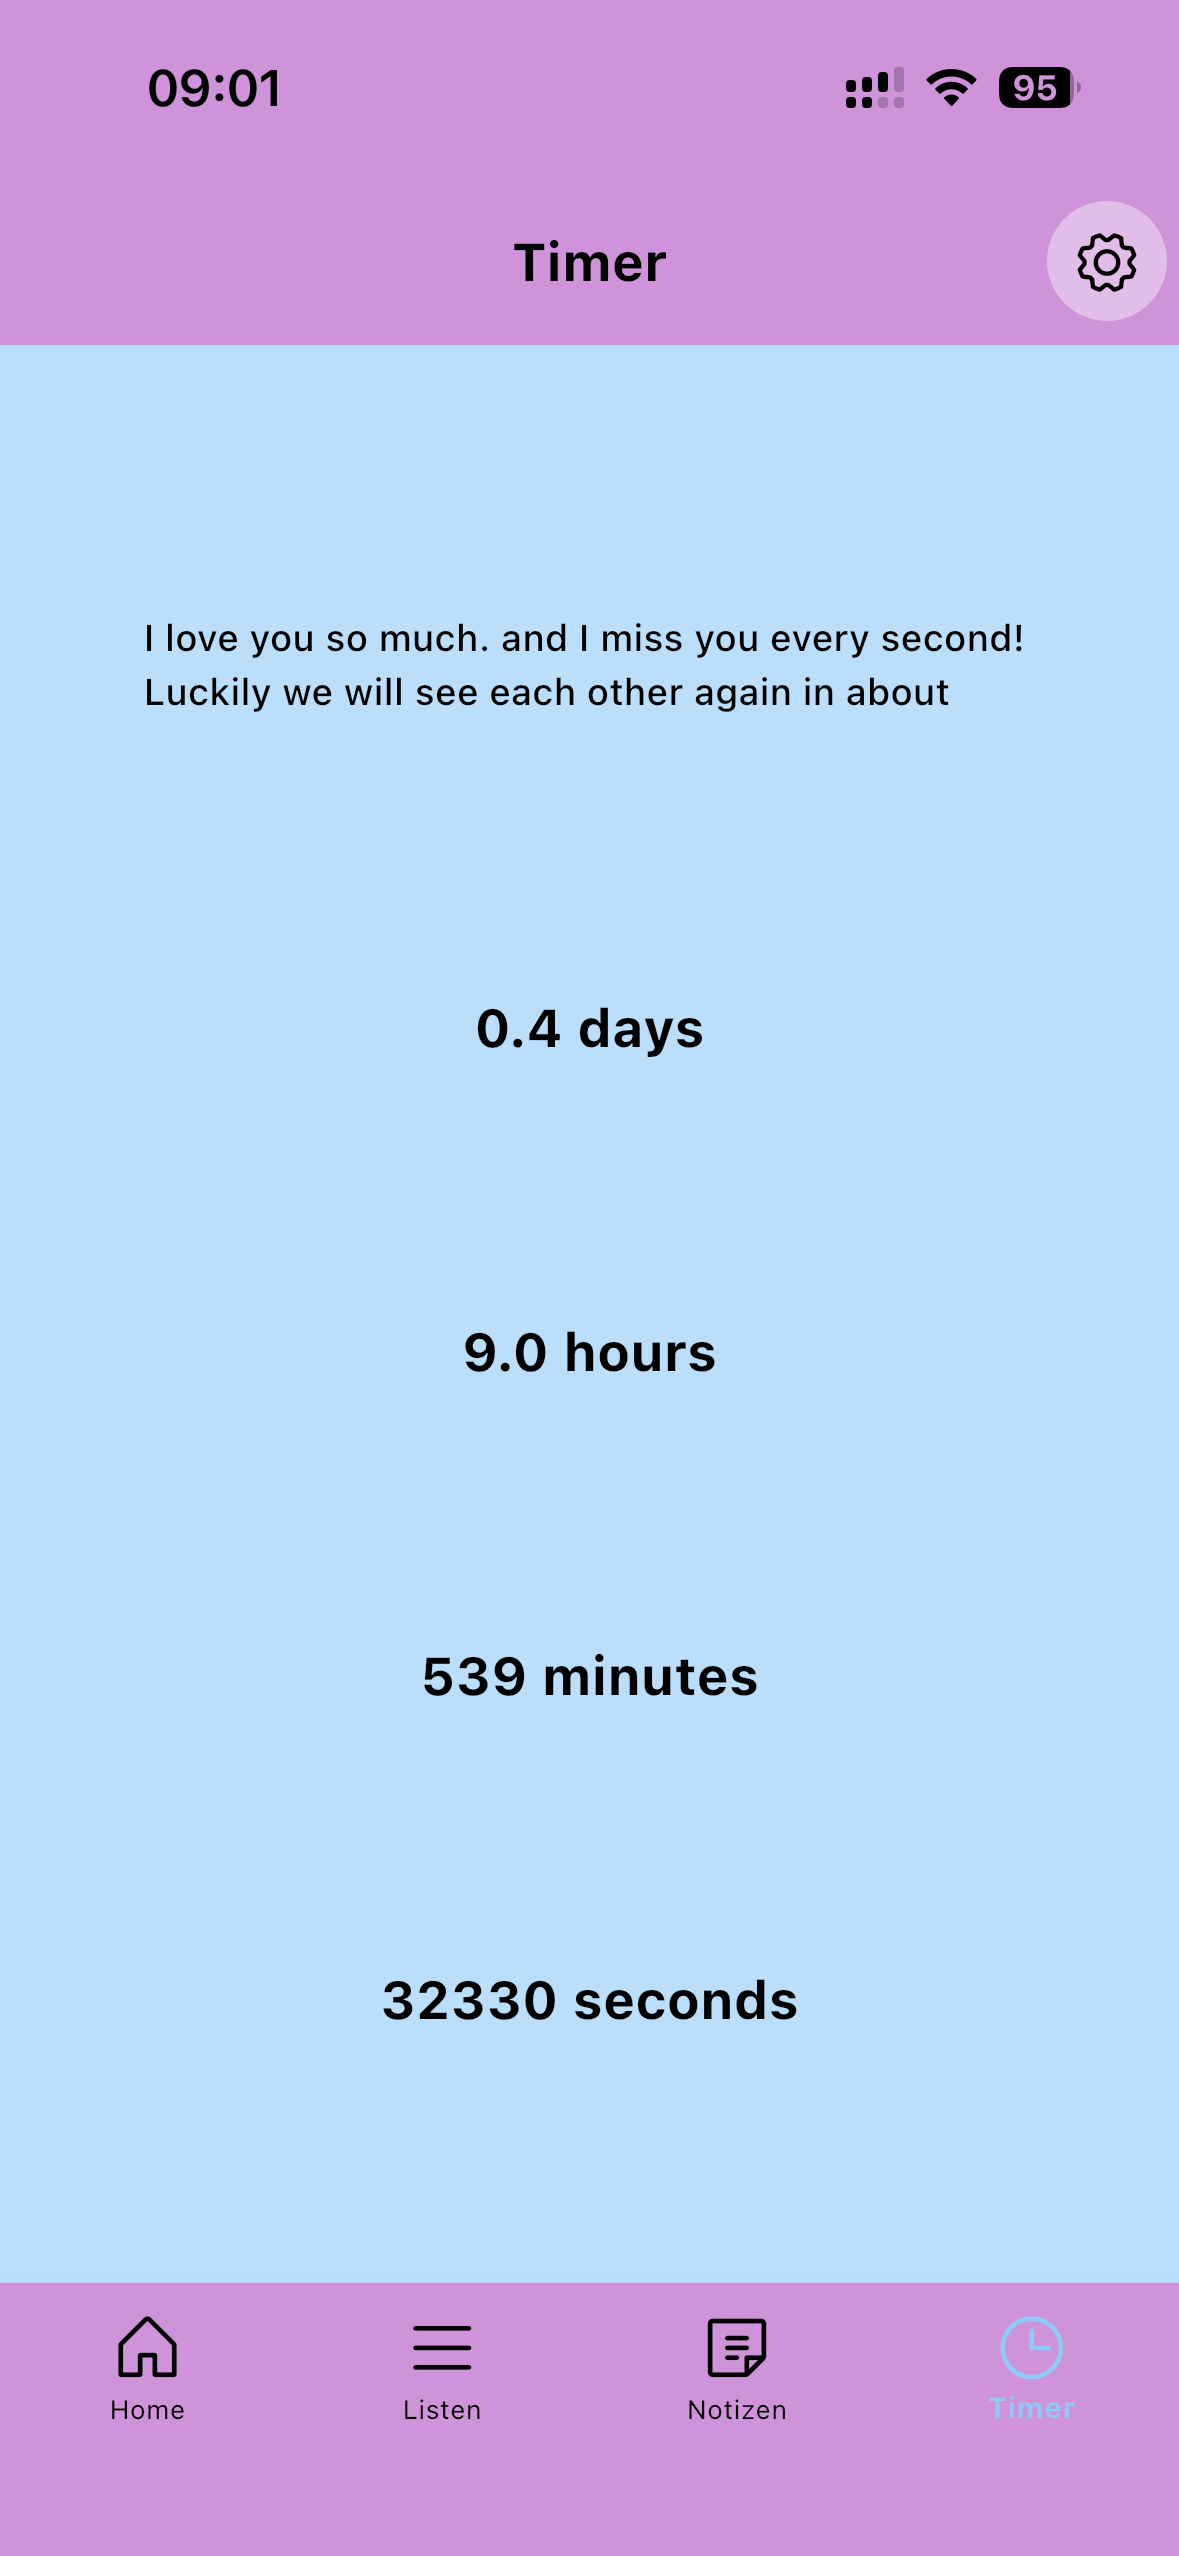 09:01
95
Timer
I love you so much. and I miss you every second!
Luckily we will see each other again in about
0.4 days
9.0 hours
539 minutes
32330 seconds
Home
Listen
Notizen
Timer